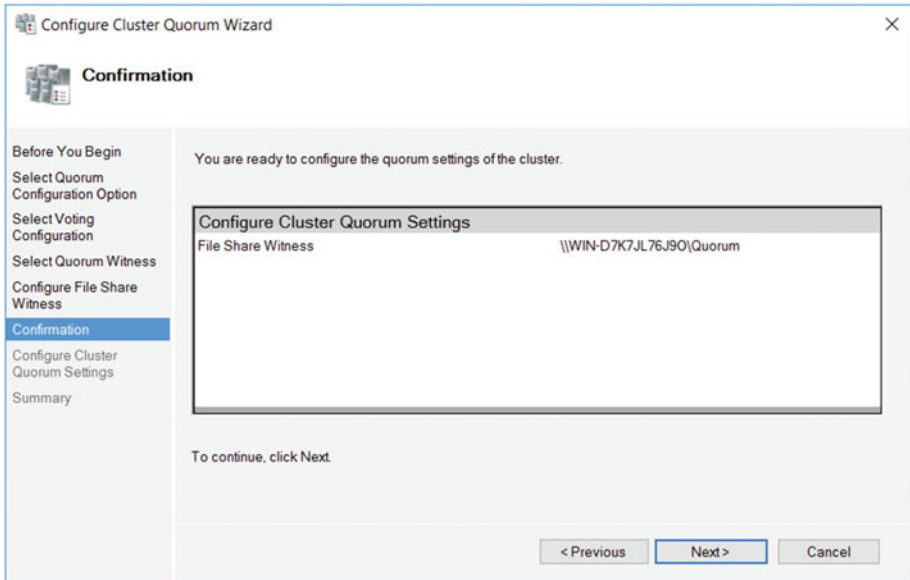 Configure Cluster Quorum Wizard
Confirmation
Before You Begin
Select Quorum
Configuration Option
Select Voting
Configuration
Select Quorum Witness
Configure File Share
Witness
Confirmation
Configure Cluster
Quorum Settings
Summary
You are ready to configure the quorum settings of the cluster.
Configure Cluster Quorum Settings
File Share Witness \\WIN-D7K7JL76J9O\Quorum
To continue, click Next.
< Previous
Next >
Cancel